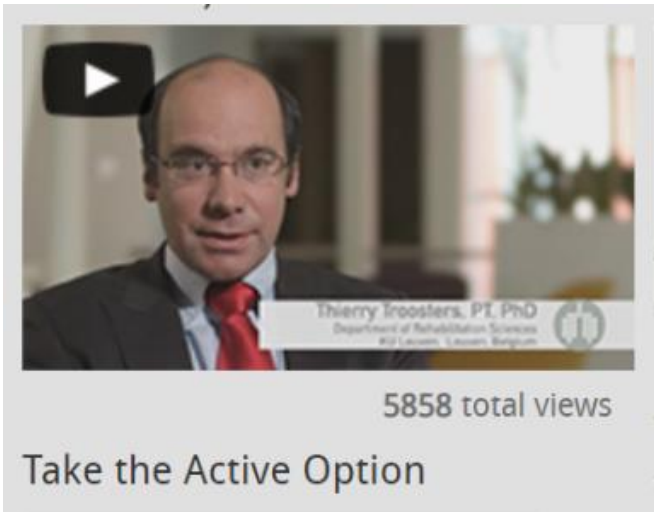 Thierry Troosters, PT, PhD
Department of Rehabilitation Sciences
KU Leuven, Leuven, Belgium
5858 total views
Take the Active Option